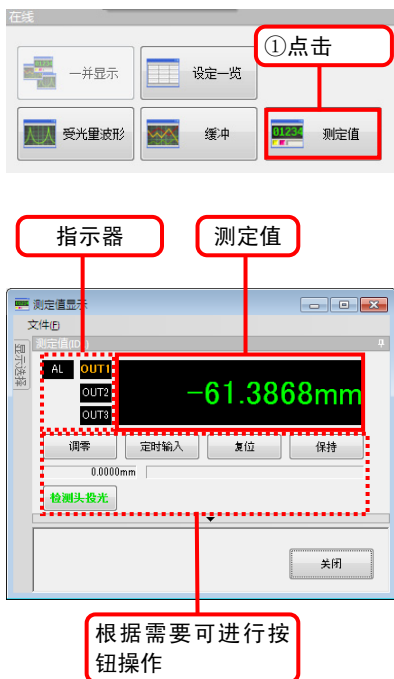 在线
①点击
一并显示
设定一览
受光量波形
缓冲
01234 测定值
指示器
测定值
测定值显示
文件(F)
显示选择
AL OUT1
OUT2
OUT3
-61.3868mm
调零
定时输入
复位
保持
0.0000mm
检测头投光
关闭
根据需要可进行按
钮操作